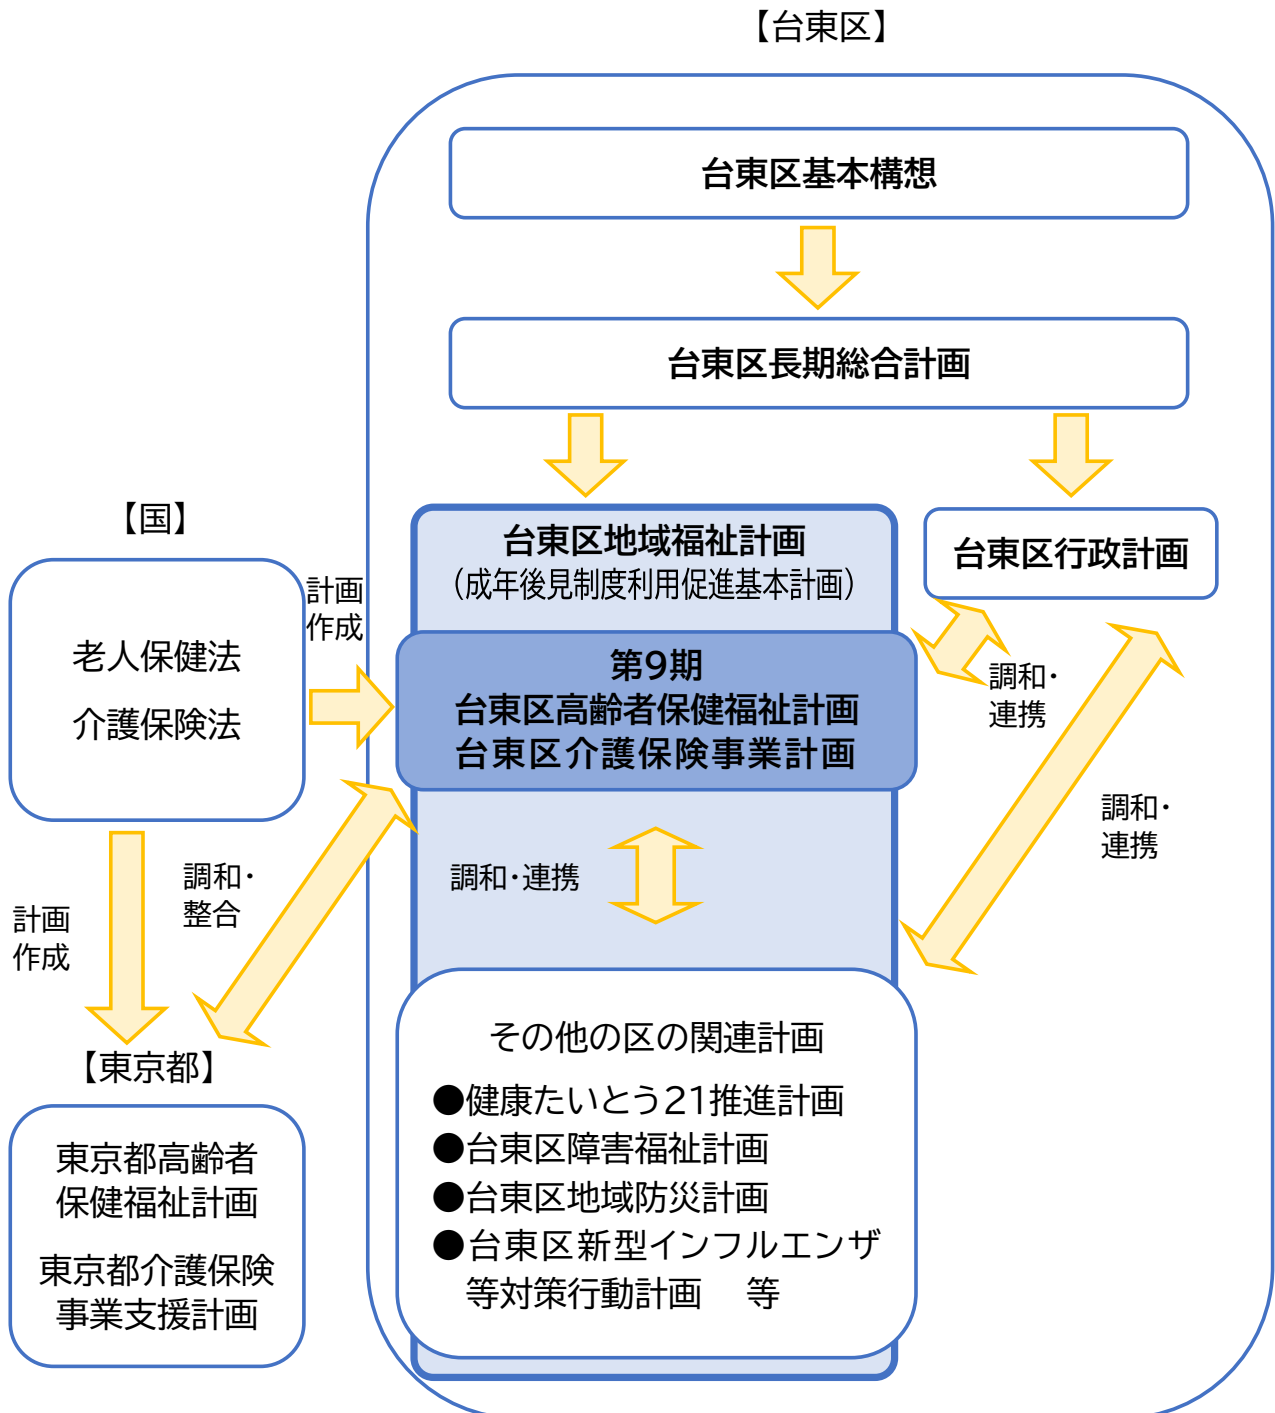 【台東区】
台東区基本構想
台東区長期総合計画
【国】
老人保健法
介護保険法
計画
作成
台東区地域福祉計画
（成年後見制度利用促進基本計画）
台東区行政計画
第9期
台東区高齢者保健福祉計画
台東区介護保険事業計画
調和・
連携
調和・
連携
調和・連携
調和・
整合
計画
作成
【東京都】
東京都高齢者
保健福祉計画
東京都介護保険
事業支援計画
その他の区の関連計画
●健康たいとう21推進計画
●台東区障害福祉計画
●台東区地域防災計画
●台東区新型インフルエンザ
等対策行動計画　等